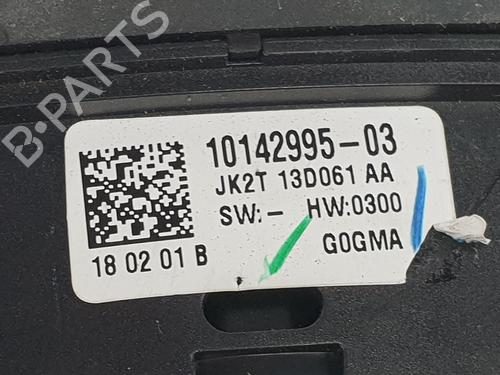 B-PARTS
10142995-03
JK2T 13D061 AA
SW:- HW:0300
G0GMA
18 02 01 B